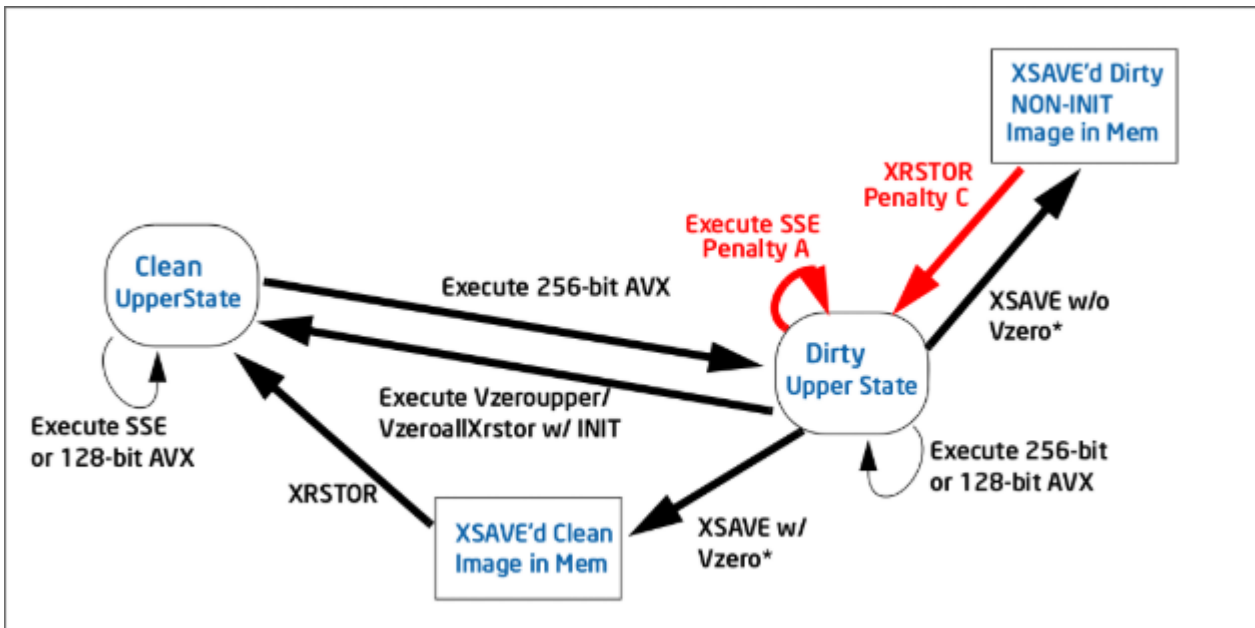 XSAVE'd Dirty
NON-INIT
Image in Mem
XRSTOR
Penalty C
Execute SSE
Penalty A
Clean
UpperState
Execute 256-bit AVX
XSAVE w/o
Vzero*
Dirty
Upper State
Execute Vzeroupper/
VzeroallXrstor w/ INIT
Execute SSE
or 128-bit AVX
Execute 256-bit
or 128-bit AVX
XRSTOR
XSAVE'd Clean
Image in Mem
XSAVE w/
Vzero*